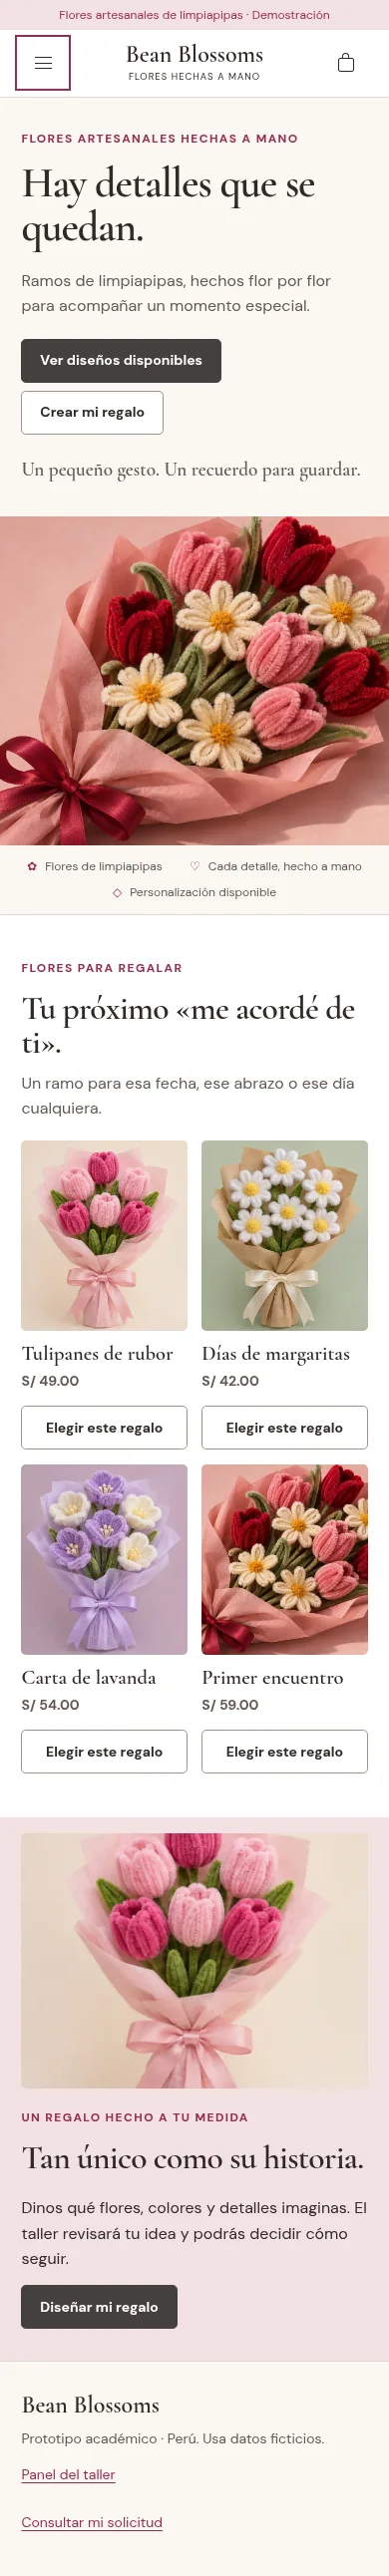 Flores artesanales de limpiapipas · Demostración
Bean Blossoms
FLORES HECHAS A MANO
FLORES ARTESANALES HECHAS A MANO
Hay detalles que se
quedan.
Ramos de limpiapipas, hechos flor por flor
para acompañar un momento especial.
Ver diseños disponibles
Crear mi regalo
Un pequeño gesto. Un recuerdo para guardar.
✿ Flores de limpiapipas ♡ Cada detalle, hecho a mano
◇ Personalización disponible
FLORES PARA REGALAR
Tu próximo «me acordé de
ti».
Un ramo para esa fecha, ese abrazo o ese día
cualquiera.
Tulipanes de rubor
S/ 49.00
Elegir este regalo
Días de margaritas
S/ 42.00
Elegir este regalo
Carta de lavanda
S/ 54.00
Elegir este regalo
Primer encuentro
S/ 59.00
Elegir este regalo
UN REGALO HECHO A TU MEDIDA
Tan único como su historia.
Dinos qué flores, colores y detalles imaginas. El
taller revisará tu idea y podrás decidir cómo
seguir.
Diseñar mi regalo
Bean Blossoms
Prototipo académico · Perú. Usa datos ficticios.
Panel del taller
Consultar mi solicitud